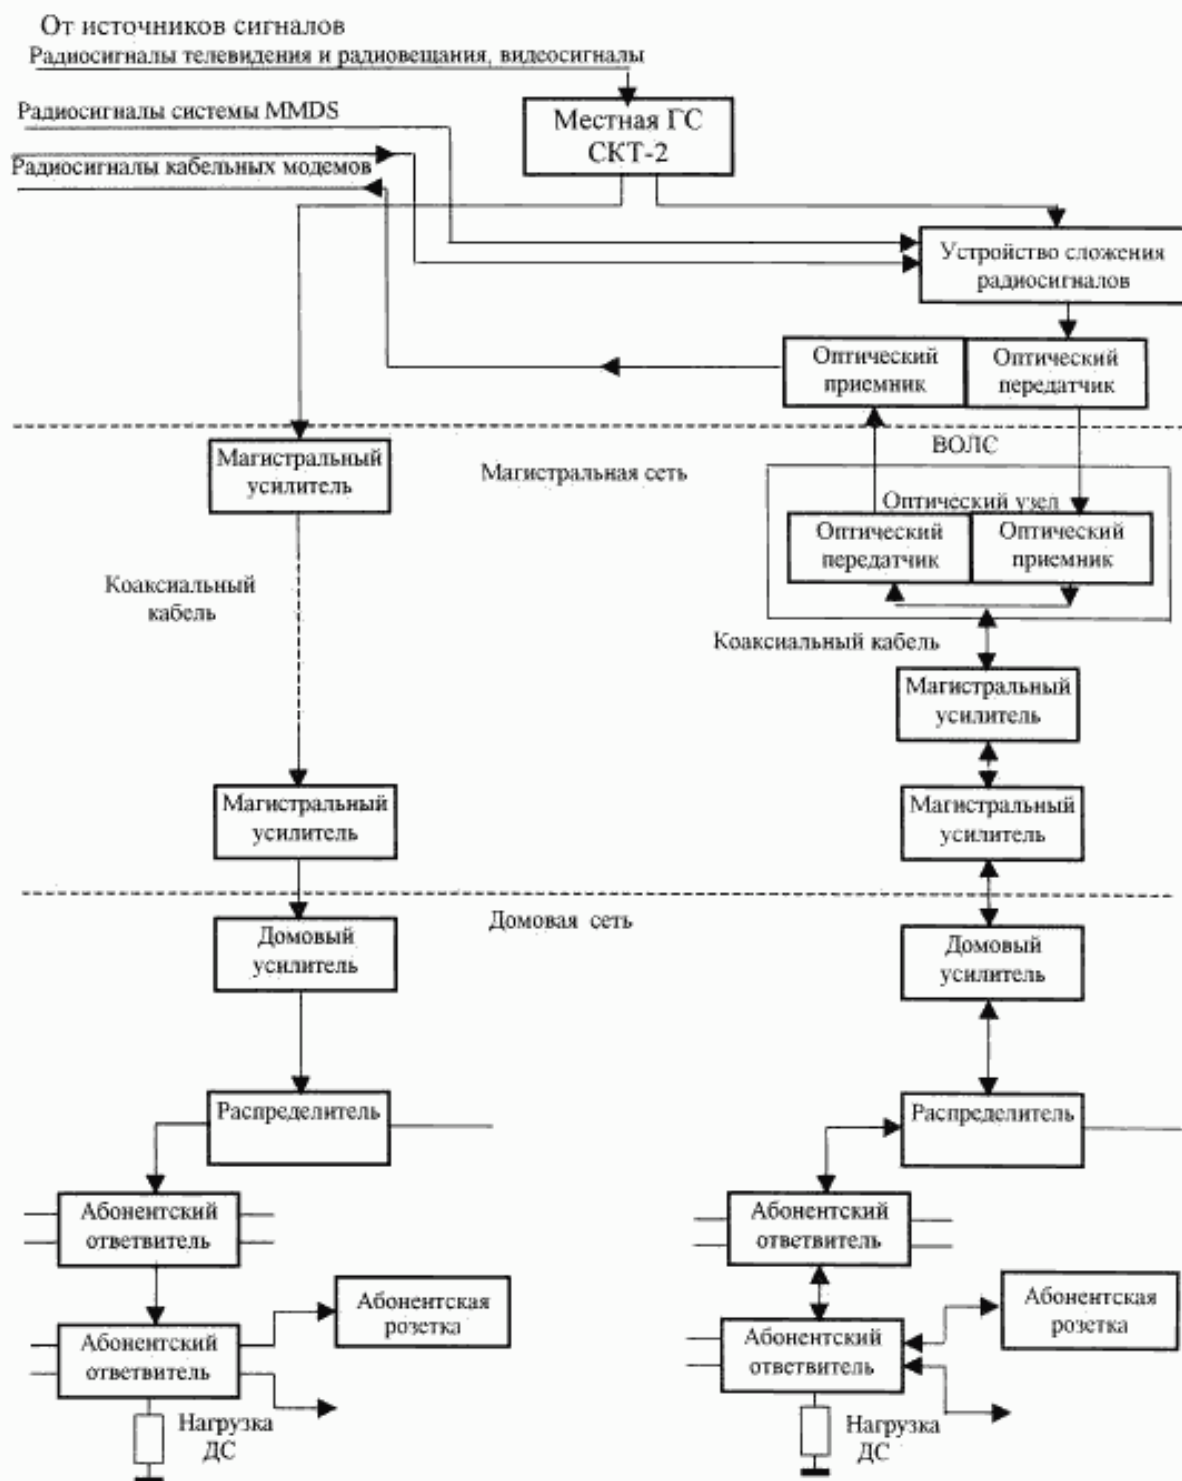 От источников сигналов
Радиосигналы телевидения и радиовещания, видеосигналы
Радиосигналы системы MMDS
Местная ГС
СКТ-2
Радиосигналы кабельных модемов
Устройство сложения
радиосигналов
Оптический
приемник
Оптический
передатчик
ВОЛС
Магистральный
усилитель
Магистральная сеть
Оптический узел
Оптический
передатчик
Оптический
приемник
Коаксиальный
кабель
Коаксиальный кабель
Магистральный
усилитель
Магистральный
усилитель
Магистральный
усилитель
Домовая сеть
Домовый
усилитель
Домовый
усилитель
Распределитель
Распределитель
Абонентский
ответвитель
Абонентский
ответвитель
Абонентская
розетка
Абонентская
розетка
Абонентский
ответвитель
Абонентский
ответвитель
Нагрузка
ДС
Нагрузка
ДС